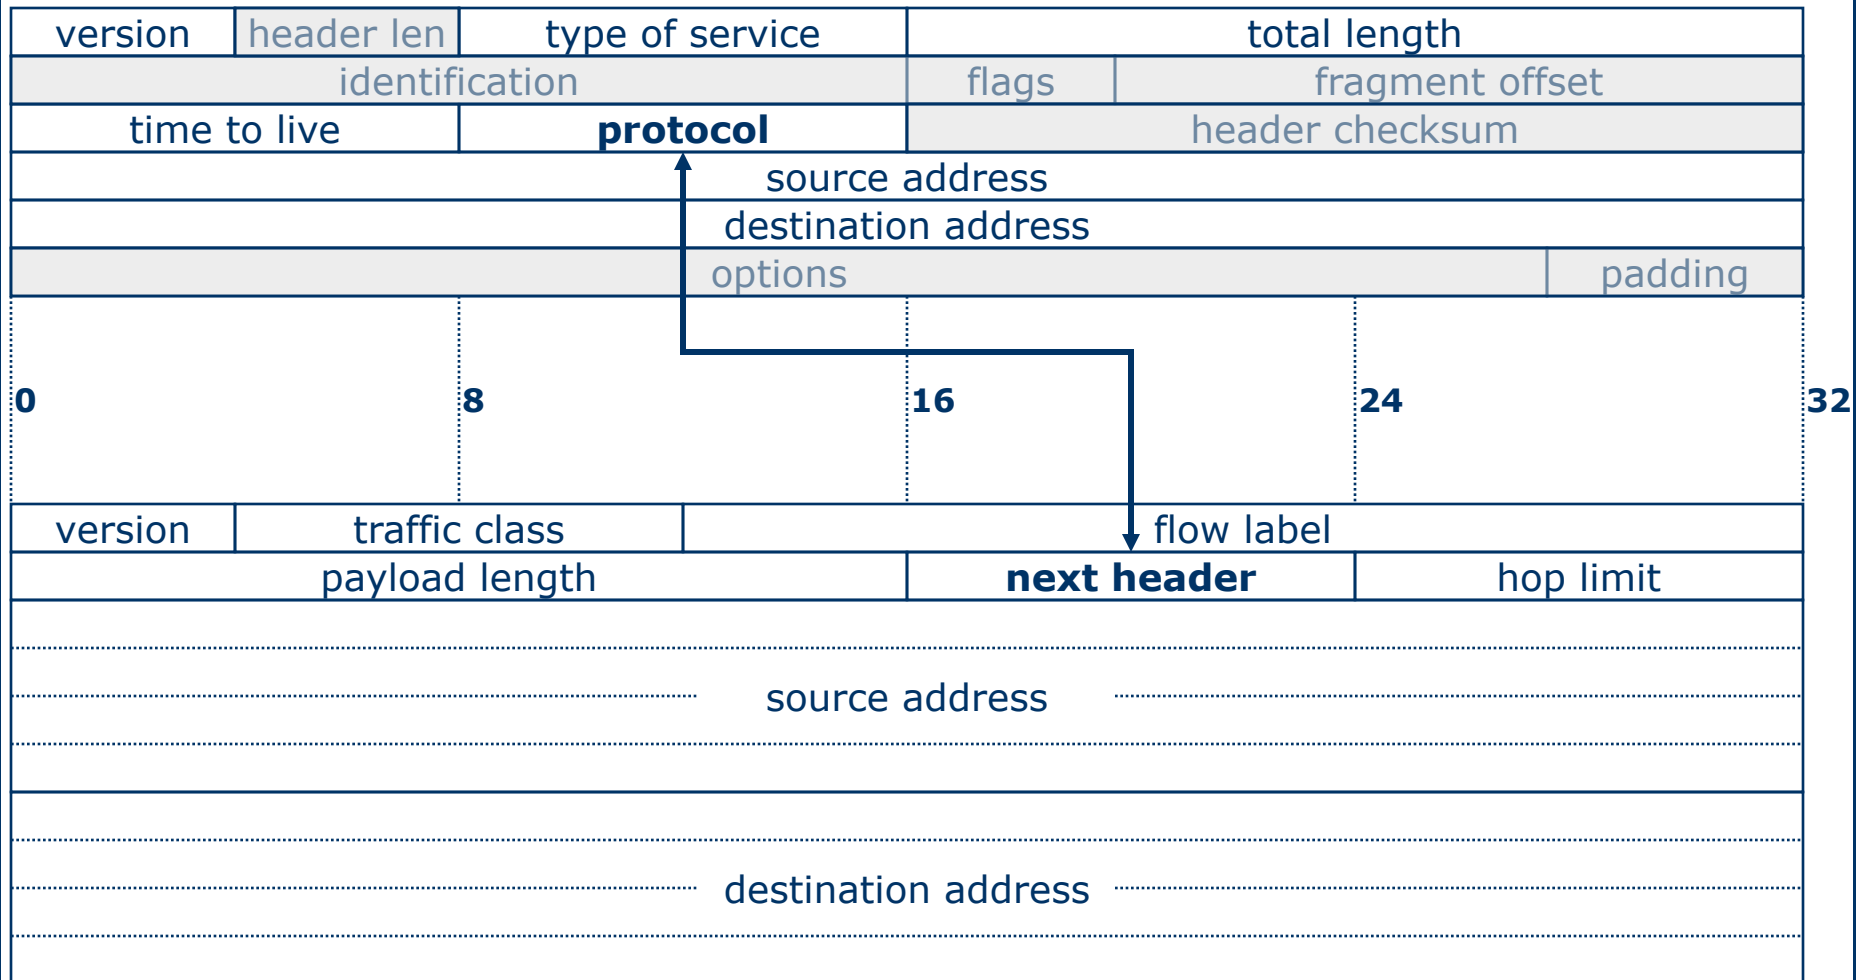 version header len type of service total length
identification flags fragment offset
time to live protocol header checksum
source address
destination address
options padding
0 8 16 24 32
version traffic class flow label
payload length next header hop limit
source address
destination address